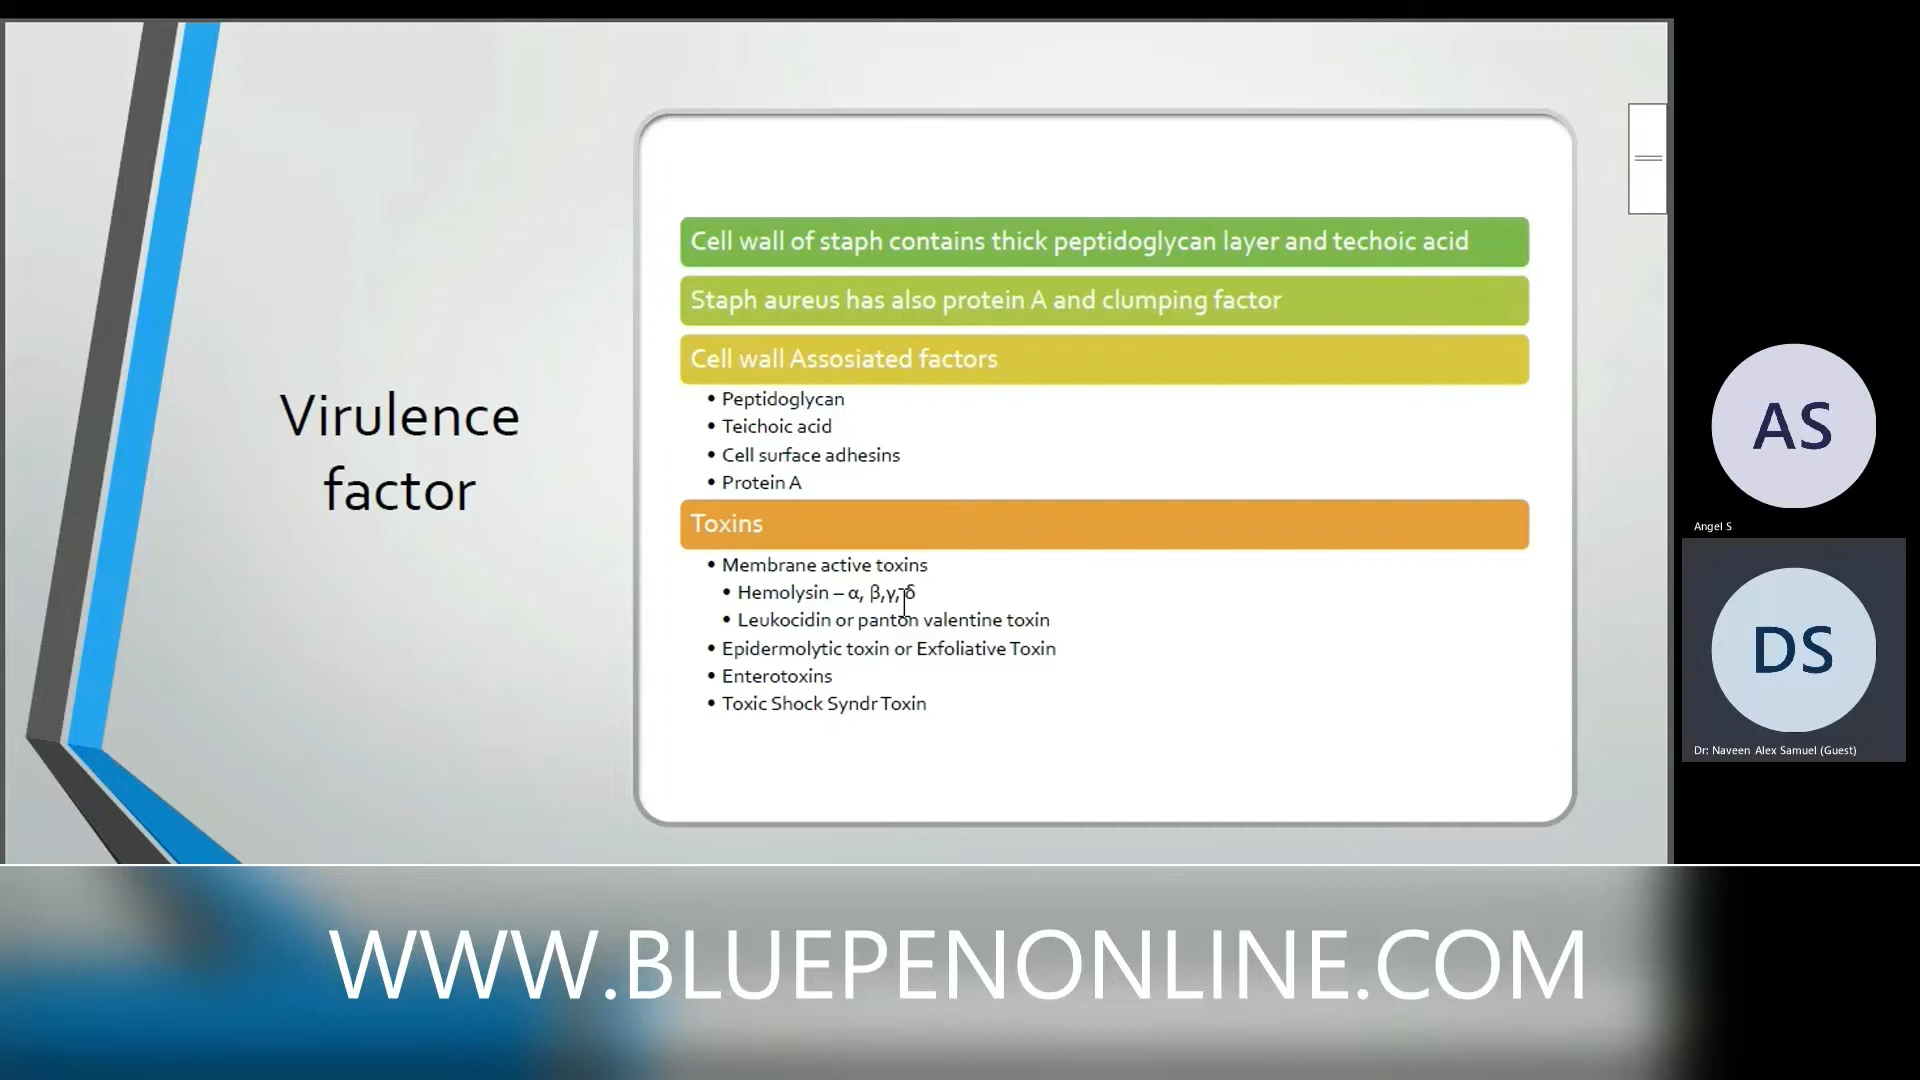 Virulence
factor
Cell wall of staph contains thick peptidoglycan layer and techoic acid
Staph aureus has also protein A and clumping factor
Cell wall Assosiated factors
• Peptidoglycan
• Teichoic acid
• Cell surface adhesins
• Protein A
Toxins
• Membrane active toxins
• Hemolysin – α, β,γ, δ
• Leukocidin or panton valentine toxin
• Epidermolytic toxin or Exfoliative Toxin
• Enterotoxins
• Toxic Shock Syndr Toxin
AS
Angel S
DS
Dr: Naveen Alex Samuel (Guest)
WWW.BLUEPENONLINE.COM